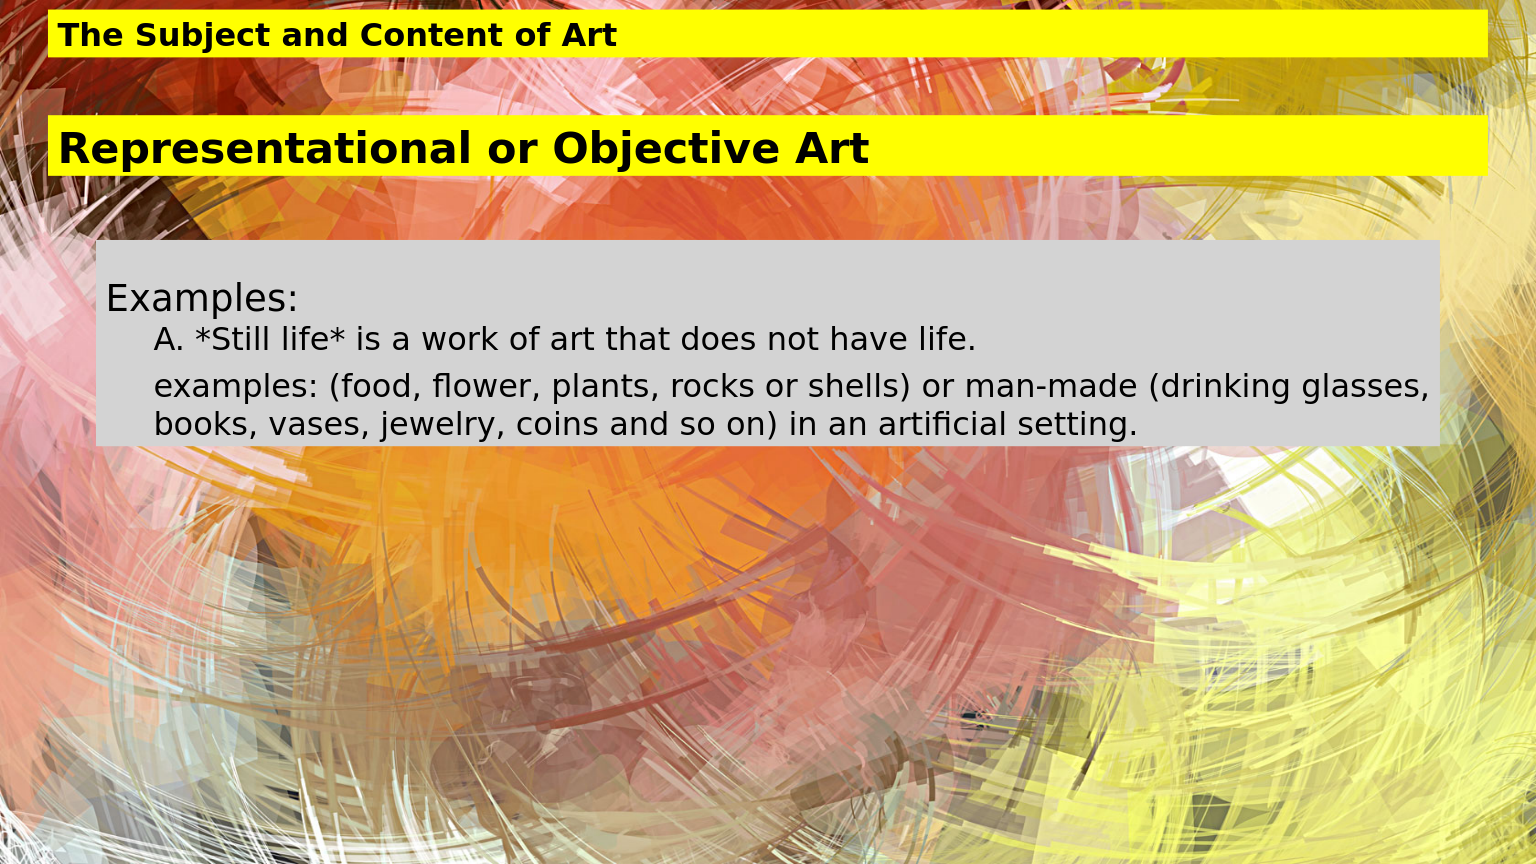 The Subject and Content of Art
Representational or Objective Art
Examples:
A. *Still life* is a work of art that does not have life.
examples: (food, flower, plants, rocks or shells) or man-made (drinking glasses,
books, vases, jewelry, coins and so on) in an artificial setting.